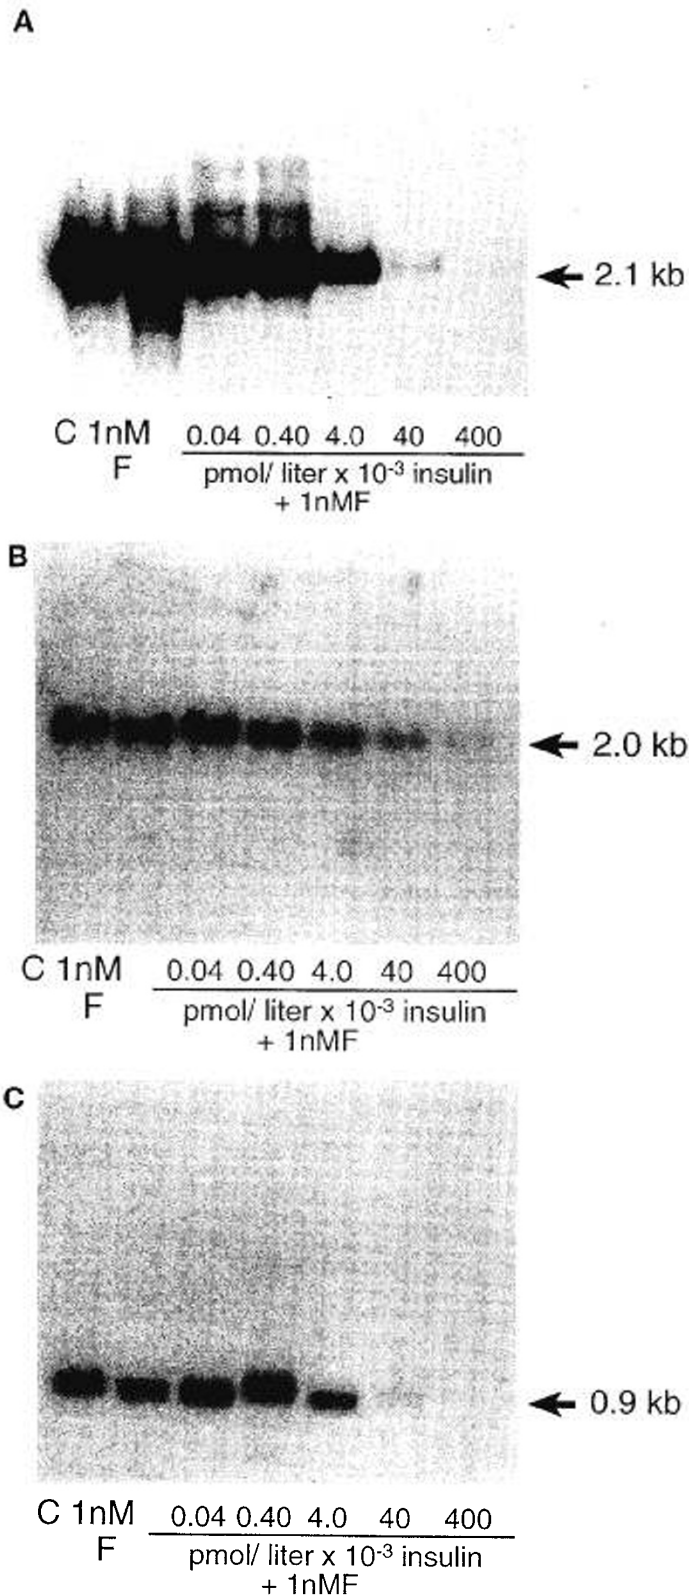 A
2.1 kb
C 1nM 0.04 0.40 4.0 40 400
F pmol/ liter x 10-3 insulin
+ 1nMF
B
2.0 kb
C 1nM 0.04 0.40 4.0 40 400
F pmol/ liter x 10-3 insulin
+ 1nMF
C
0.9 kb
C 1nM 0.04 0.40 4.0 40 400
F pmol/ liter x 10-3 insulin
+ 1nMF